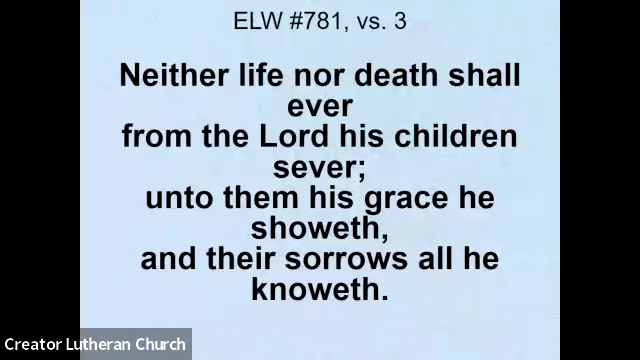 ELW #781, vs. 3
Neither life nor death shall
ever
from the Lord his children
sever;
unto them his grace he
showeth,
and their sorrows all he
knoweth.
Creator Lutheran Church